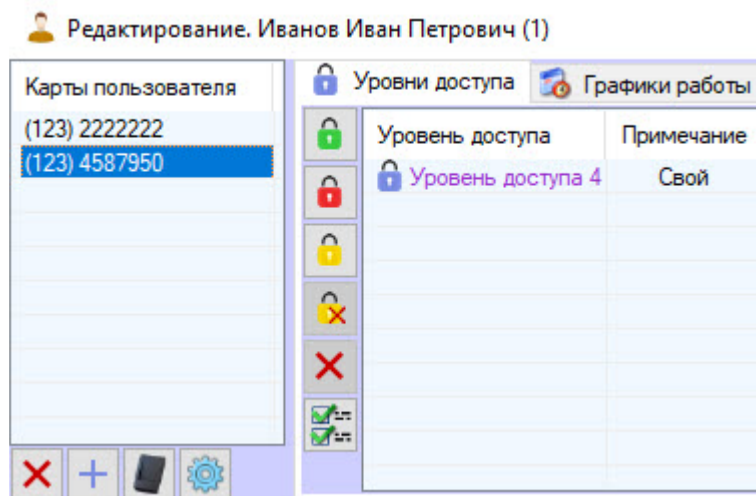 Редактирование. Иванов Иван Петрович (1)
Карты пользователя
(123) 2222222
(123) 4587950
Уровни доступа
Графики работы
Уровень доступа
Примечание
Уровень доступа 4
Свой